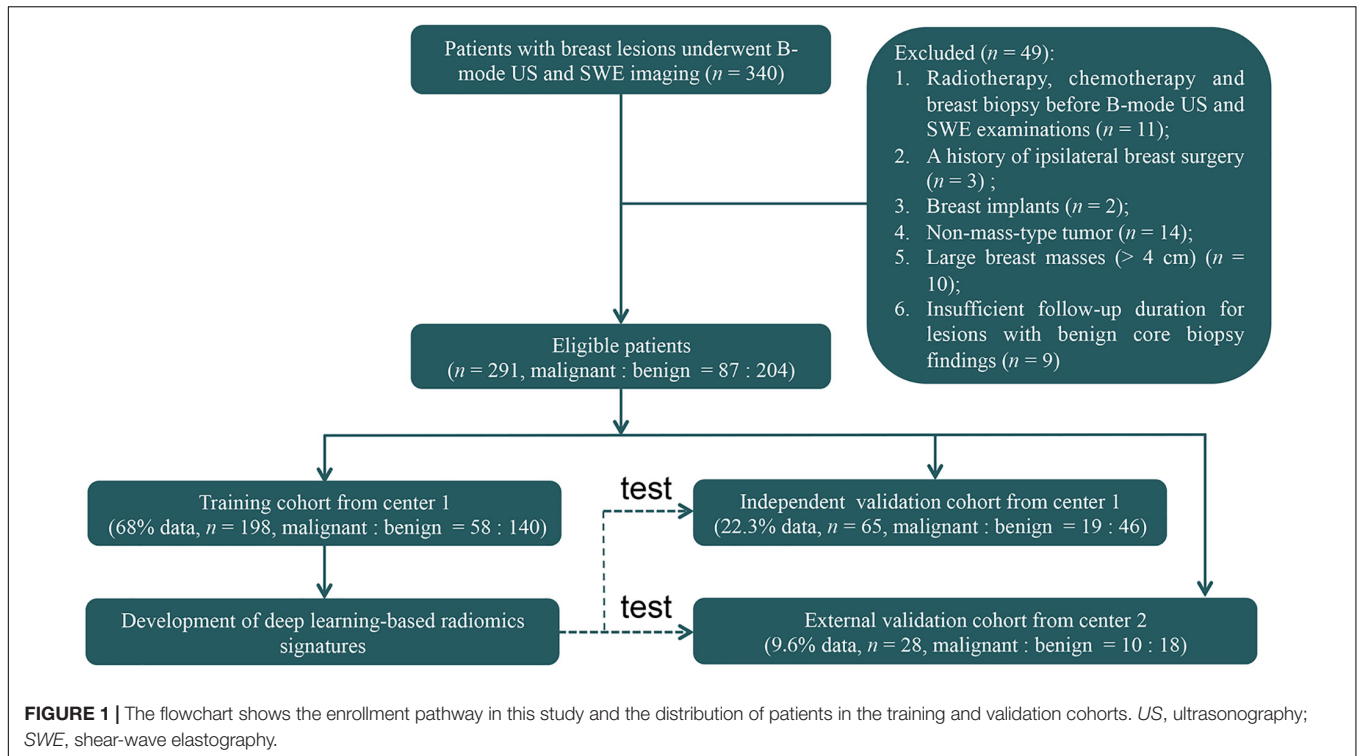 Patients with breast lesions underwent B-
mode US and SWE imaging (n = 340)
Excluded (n = 49):
1. Radiotherapy, chemotherapy and
breast biopsy before B-mode US and
SWE examinations (n = 11);
2. A history of ipsilateral breast surgery
(n = 3) ;
3. Breast implants (n = 2);
4. Non-mass-type tumor (n = 14);
5. Large breast masses (> 4 cm) (n =
10);
6. Insufficient follow-up duration for
lesions with benign core biopsy
findings (n = 9)
Eligible patients
(n = 291, malignant : benign = 87 : 204)
Training cohort from center 1
(68% data, n = 198, malignant : benign = 58 : 140)
test
Independent validation cohort from center 1
(22.3% data, n = 65, malignant : benign = 19 : 46)
Development of deep learning-based radiomics
signatures
test
External validation cohort from center 2
(9.6% data, n = 28, malignant : benign = 10 : 18)
FIGURE 1 | The flowchart shows the enrollment pathway in this study and the distribution of patients in the training and validation cohorts. US, ultrasonography;
SWE, shear-wave elastography.